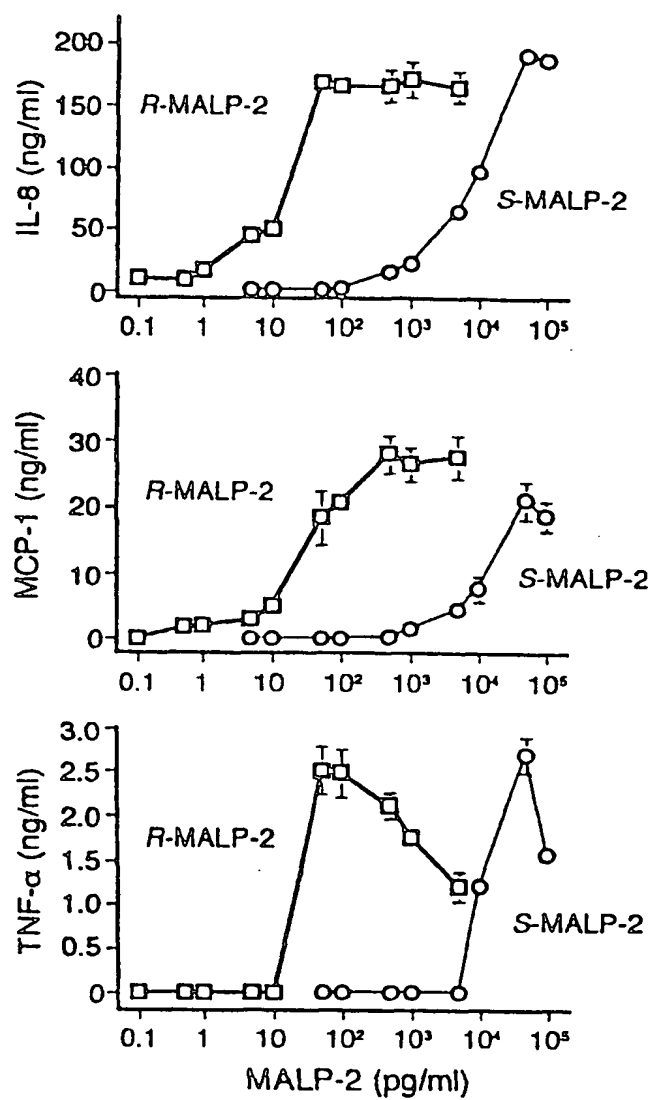 200
150
100
50
0
IL-8 (ng/ml)
R-MALP-2
S-MALP-2
0.1 1 10 10² 10³ 10⁴ 10⁵
40
30
20
10
0
MCP-1 (ng/ml)
R-MALP-2
S-MALP-2
0.1 1 10 10² 10³ 10⁴ 10⁵
3.0
2.5
2.0
1.5
1.0
0.5
0
TNF-α (ng/ml)
R-MALP-2
S-MALP-2
0.1 1 10 10² 10³ 10⁴ 10⁵
MALP-2 (pg/ml)